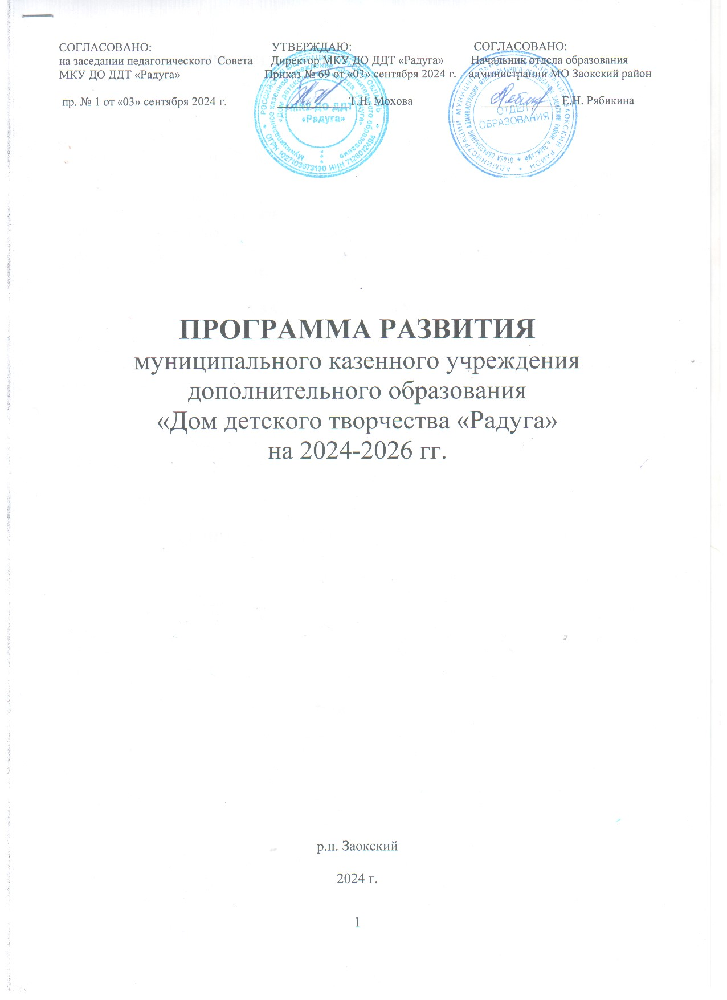 СОГЛАСОВАНО:
на заседании педагогического Совета
МКУ ДО ДДТ «Радуга»
пр. № 1 от «03» сентября 2024 г.
УТВЕРЖДАЮ:
Директор МКУ ДО ДДТ «Радуга»
Приказ № 69 от «03» сентября 2024 г.
Т.Н. Мохова
МКУ ДО ДДТ
«Радуга»
ОГРН 1027103673190 ИНН 7126012494
СОГЛАСОВАНО:
Начальник отдела образования
администрации МО Заокский район
Е.Н. Рябикина
ОТДЕЛ
ОБРАЗОВАНИЯ
ПРОГРАММА РАЗВИТИЯ
муниципального казенного учреждения
дополнительного образования
«Дом детского творчества «Радуга»
на 2024-2026 гг.
р.п. Заокский
2024 г.
1